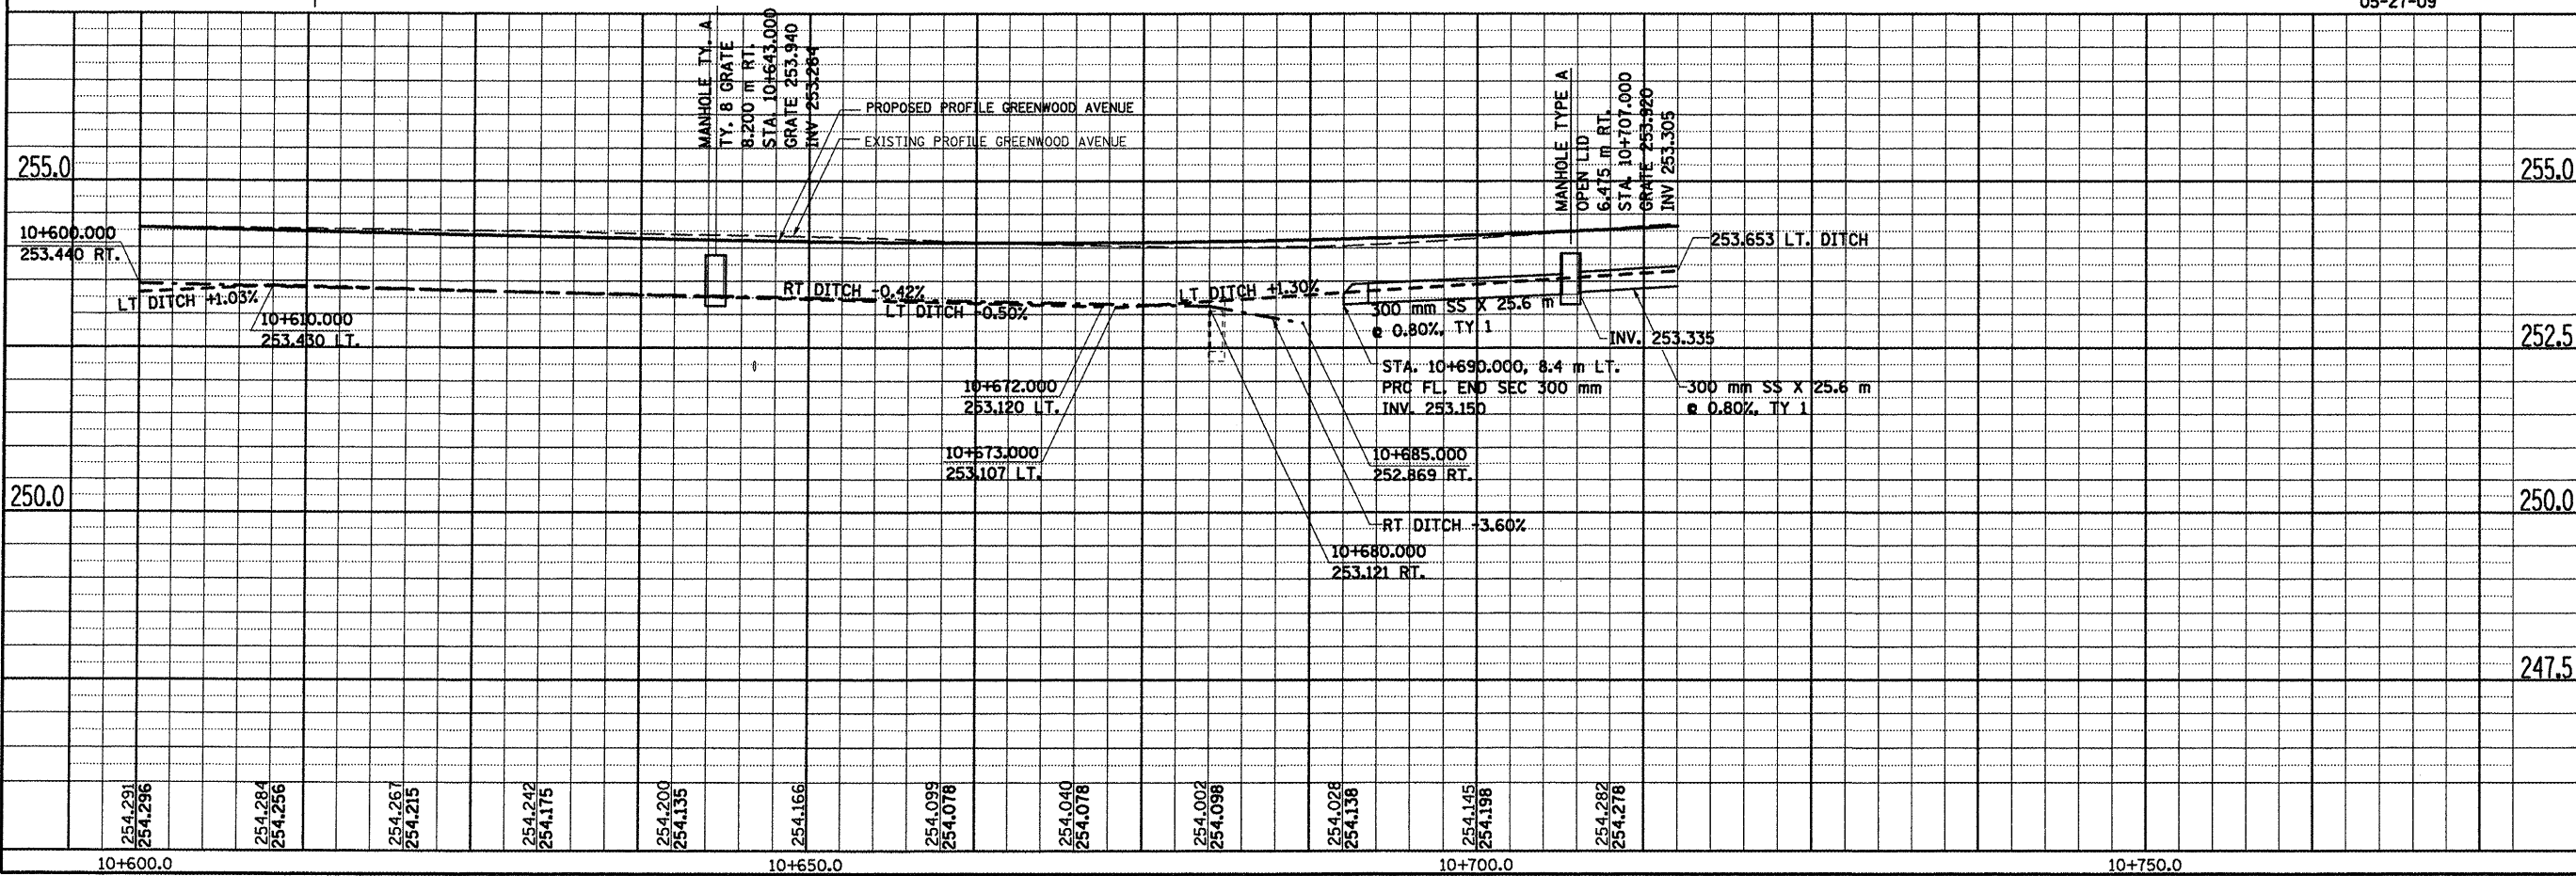 05-27-09
MANHOLE TY. A
TY. 8 GRATE
8.200 m RT.
STA. 10+643.000
GRATE 253.940
INV 253.264
PROPOSED PROFILE GREENWOOD AVENUE
EXISTING PROFILE GREENWOOD AVENUE
MANHOLE TYPE A
OPEN LID
6.475 m RT.
STA. 10+707.000
GRATE 253.920
INV 253.305
255.0
255.0
10+600.000
253.440 RT.
253.653 LT. DITCH
LT DITCH +1.03%
RT DITCH -0.42%
LT DITCH -0.50%
LT DITCH +1.30%
10+610.000
253.430 LT.
300 mm SS X 25.6 m
@ 0.80%, TY 1
INV. 253.335
252.5
STA. 10+690.000, 8.4 m LT.
PRC FL. END SEC 300 mm
INV. 253.150
300 mm SS X 25.6 m
@ 0.80%, TY 1
10+672.000
253.120 LT.
10+673.000
253.107 LT.
10+685.000
252.869 RT.
250.0
250.0
RT DITCH -3.60%
10+680.000
253.121 RT.
247.5
254.291
254.296
254.284
254.256
254.267
254.215
254.242
254.175
254.200
254.135
254.166
254.099
254.078
254.040
254.078
254.002
254.098
254.028
254.138
254.145
254.198
254.282
254.278
10+600.0
10+650.0
10+700.0
10+750.0